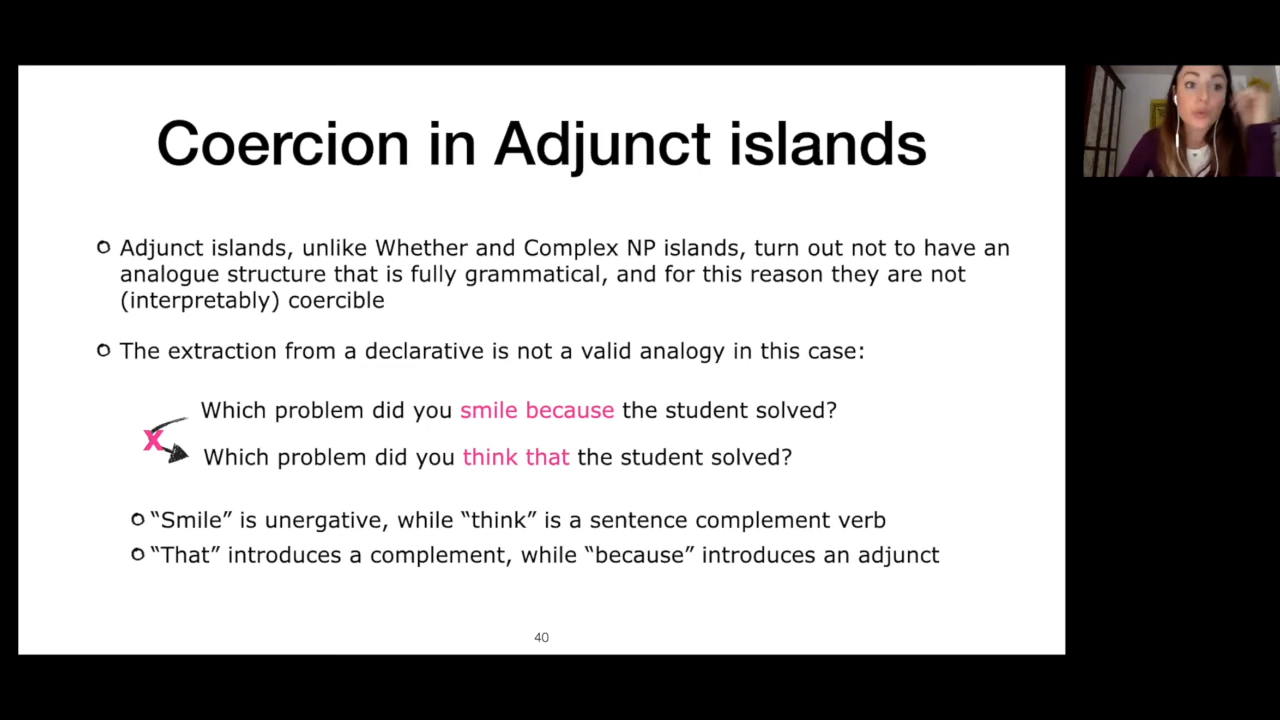 Coercion in Adjunct islands
Adjunct islands, unlike Whether and Complex NP islands, turn out not to have an
analogue structure that is fully grammatical, and for this reason they are not
(interpretably) coercible
The extraction from a declarative is not a valid analogy in this case:
Which problem did you smile because the student solved?
X
Which problem did you think that the student solved?
“Smile” is unergative, while “think” is a sentence complement verb
“That” introduces a complement, while “because” introduces an adjunct
40